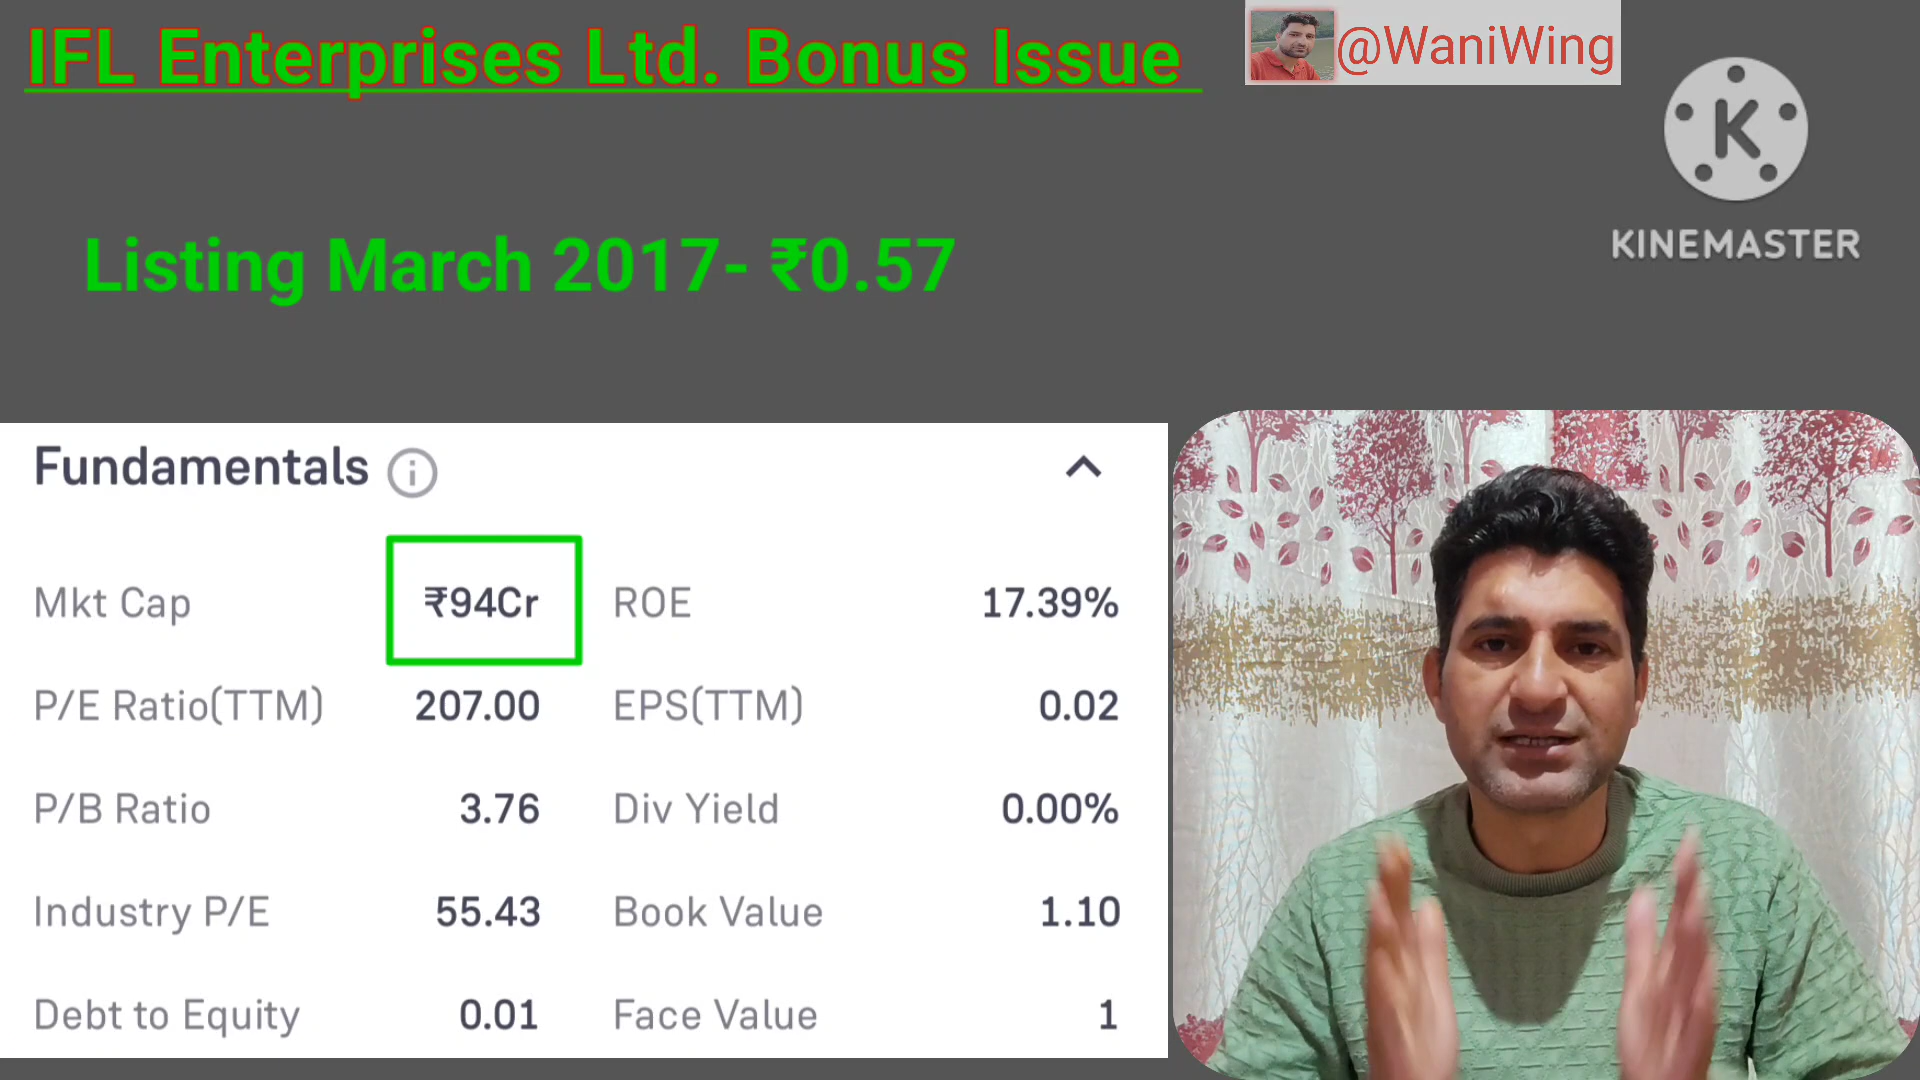 IFL Enterprises Ltd. Bonus Issue
@WaniWing
K
KINEMASTER
Listing March 2017- ₹0.57
Fundamentals i
Mkt Cap ₹94Cr ROE 17.39%
P/E Ratio(TTM) 207.00 EPS(TTM) 0.02
P/B Ratio 3.76 Div Yield 0.00%
Industry P/E 55.43 Book Value 1.10
Debt to Equity 0.01 Face Value 1